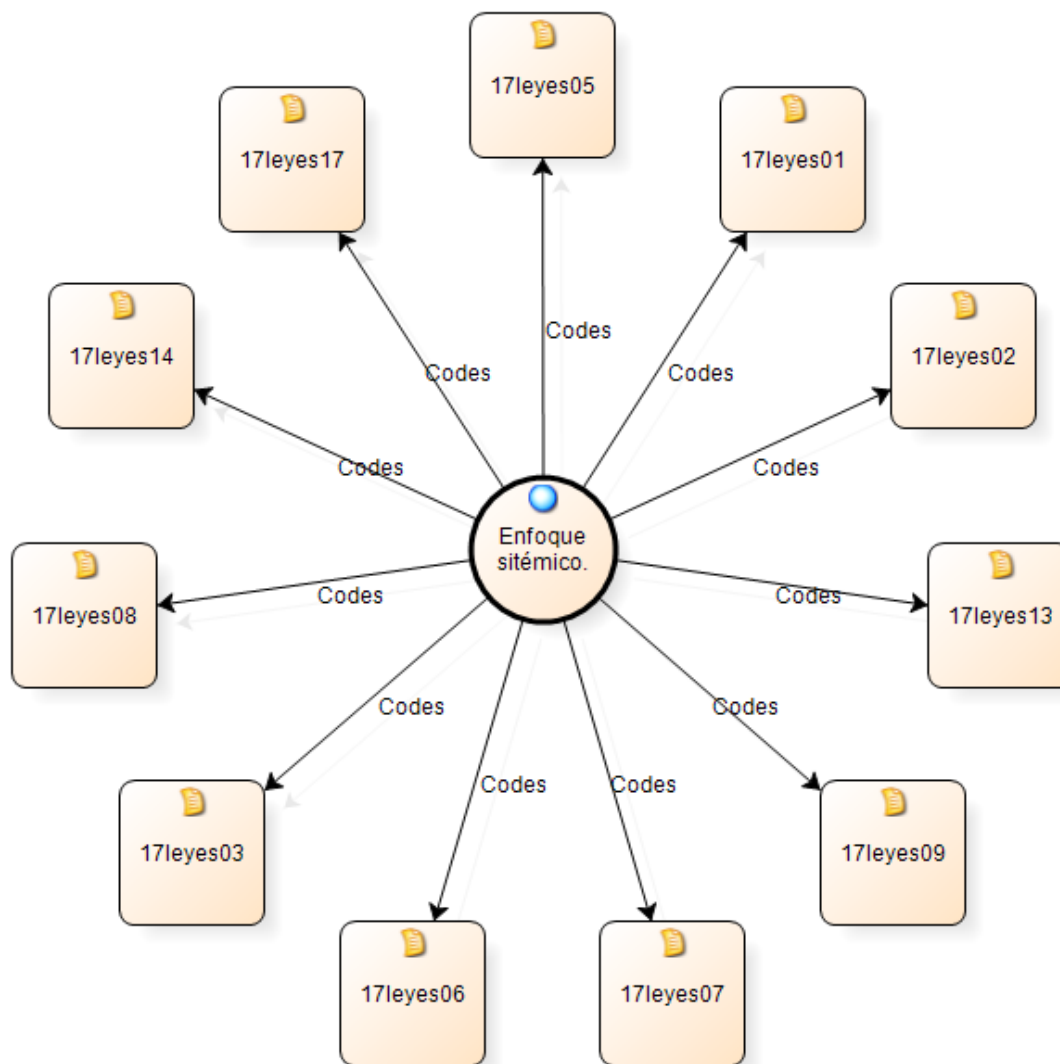 17leyes05
17leyes17
17leyes01
17leyes14
17leyes02
Codes
Codes
Codes
Codes
Codes
Enfoque
sitémico.
17leyes08
Codes
Codes
17leyes13
Codes
Codes
Codes
Codes
17leyes03
17leyes09
17leyes06
17leyes07